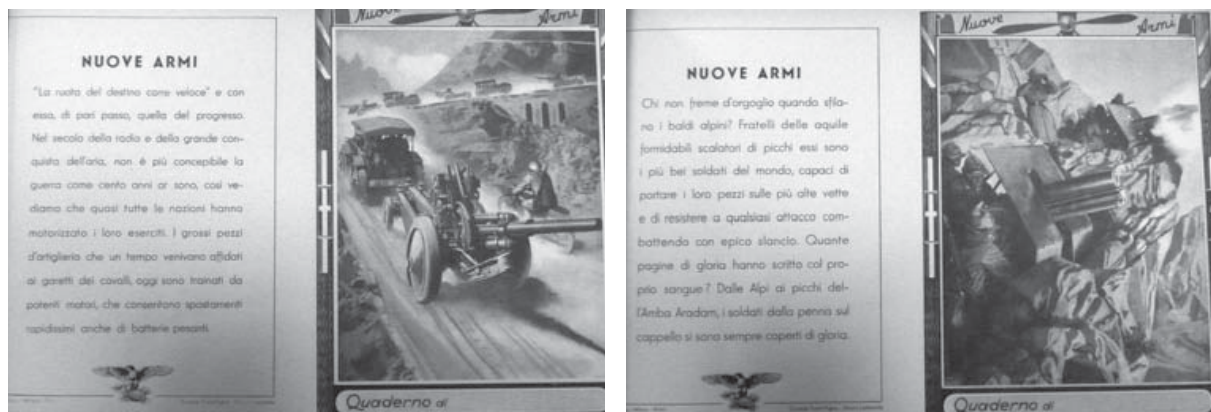 NUOVE ARMI
"La ruota del destino corre veloce" e con
essa, di pari passo, quella del progresso.
Nel secolo della radio e della grande con-
quista dell'aria, non è più concepibile la
guerra come cento anni or sono, così ve-
diamo che quasi tutte le nazioni hanno
motorizzato i loro eserciti. I grossi pezzi
d'artiglieria che un tempo venivano affidati
ai garetti dei cavalli, oggi sono trainati da
potenti motori, che consentono spostamenti
rapidissimi anche di batterie pesanti.
Nuove Armi
Quaderno di
NUOVE ARMI
Chi non freme d'orgoglio quando sfila-
no i baldi alpini? Fratelli delle aquile
formidabili scalatori di picchi essi sono
i più bei soldati del mondo, capaci di
portare i loro pezzi sulle più alte vette
e di resistere a qualsiasi attacco com-
battendo con epico slancio. Quante
pagine di gloria hanno scritto col pro-
prio sangue? Dalle Alpi ai picchi del-
l'Amba Aradam, i soldati dalla penna sul
cappello si sono sempre coperti di gloria.
Nuove Armi
Quaderno di